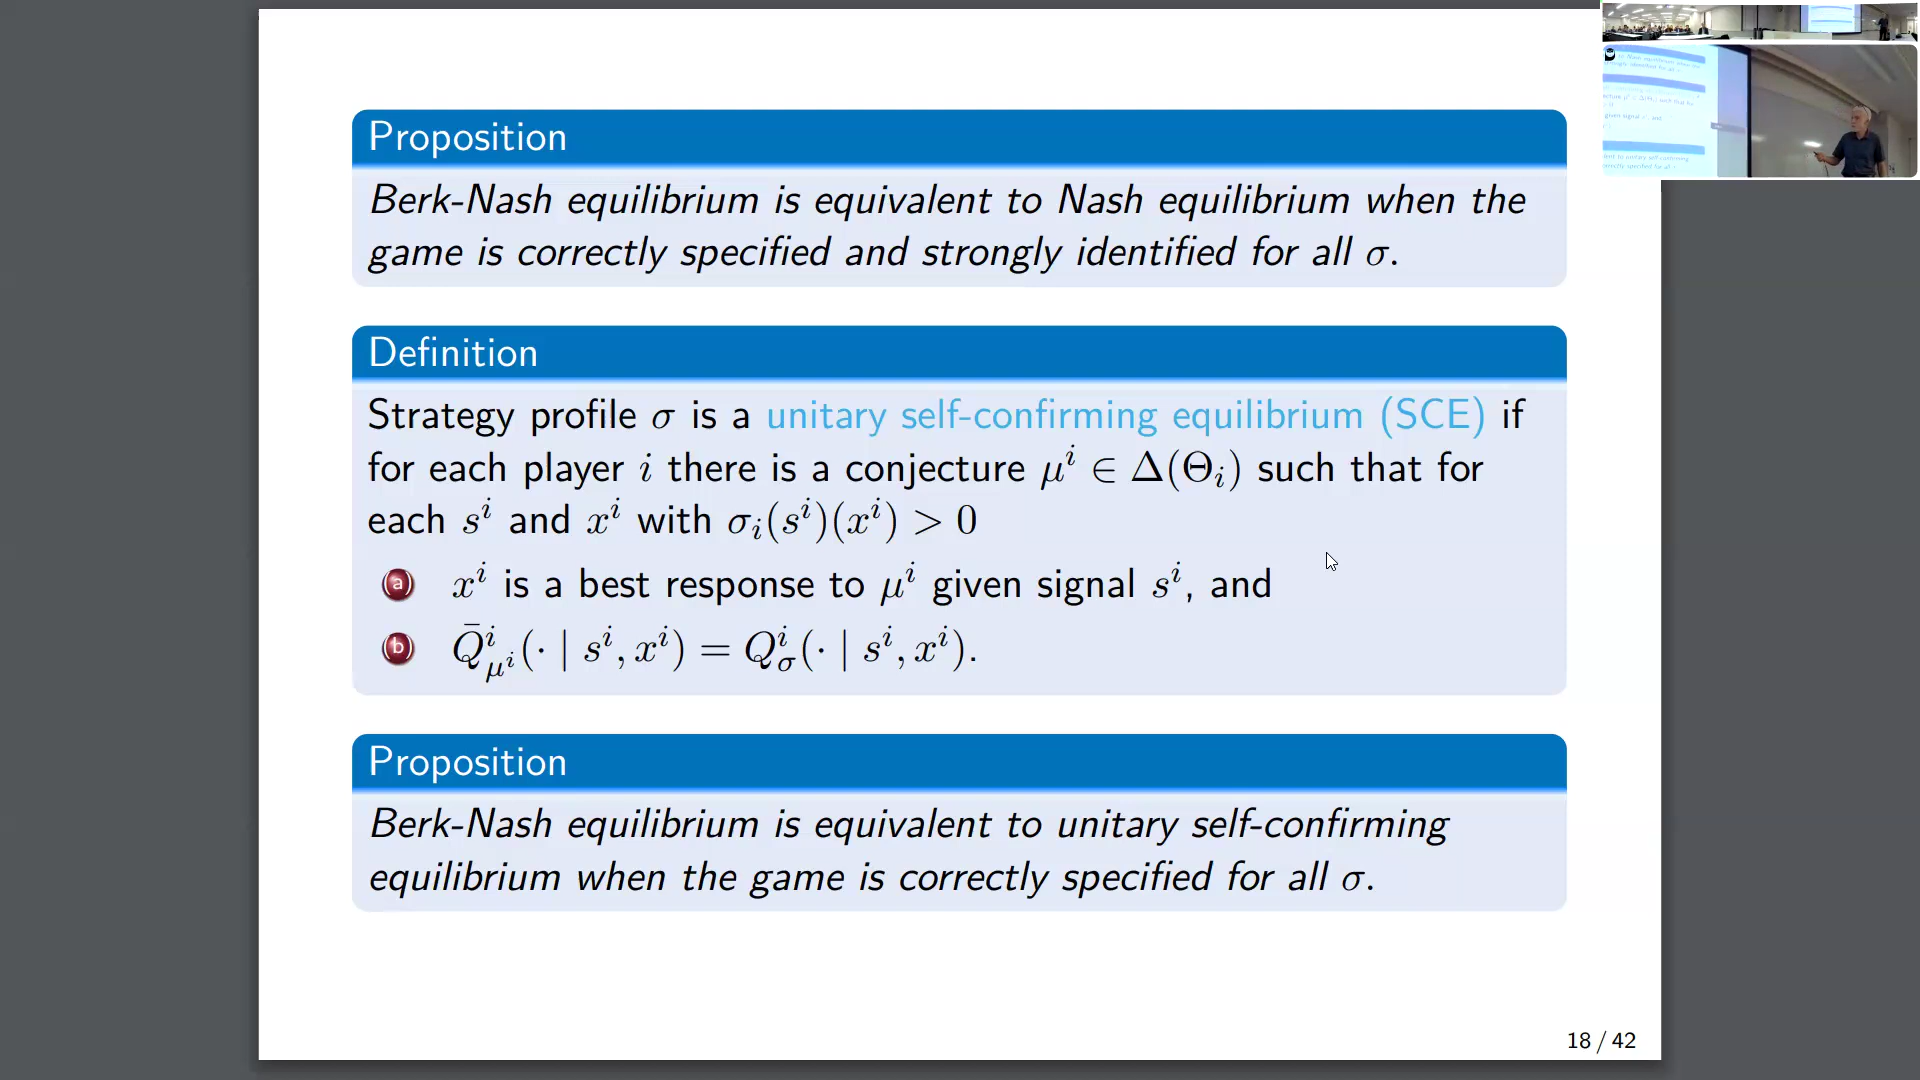 Proposition
Berk-Nash equilibrium is equivalent to Nash equilibrium when the
game is correctly specified and strongly identified for all σ.
Definition
Strategy profile σ is a unitary self-confirming equilibrium (SCE) if
for each player i there is a conjecture μ^i ∈ Δ(Θ_i) such that for
each s^i and x^i with σ_i(s^i)(x^i) > 0
a x^i is a best response to μ^i given signal s^i, and
b Q̄^i_{μ^i}(· | s^i, x^i) = Q^i_σ(· | s^i, x^i).
Proposition
Berk-Nash equilibrium is equivalent to unitary self-confirming
equilibrium when the game is correctly specified for all σ.
18 / 42